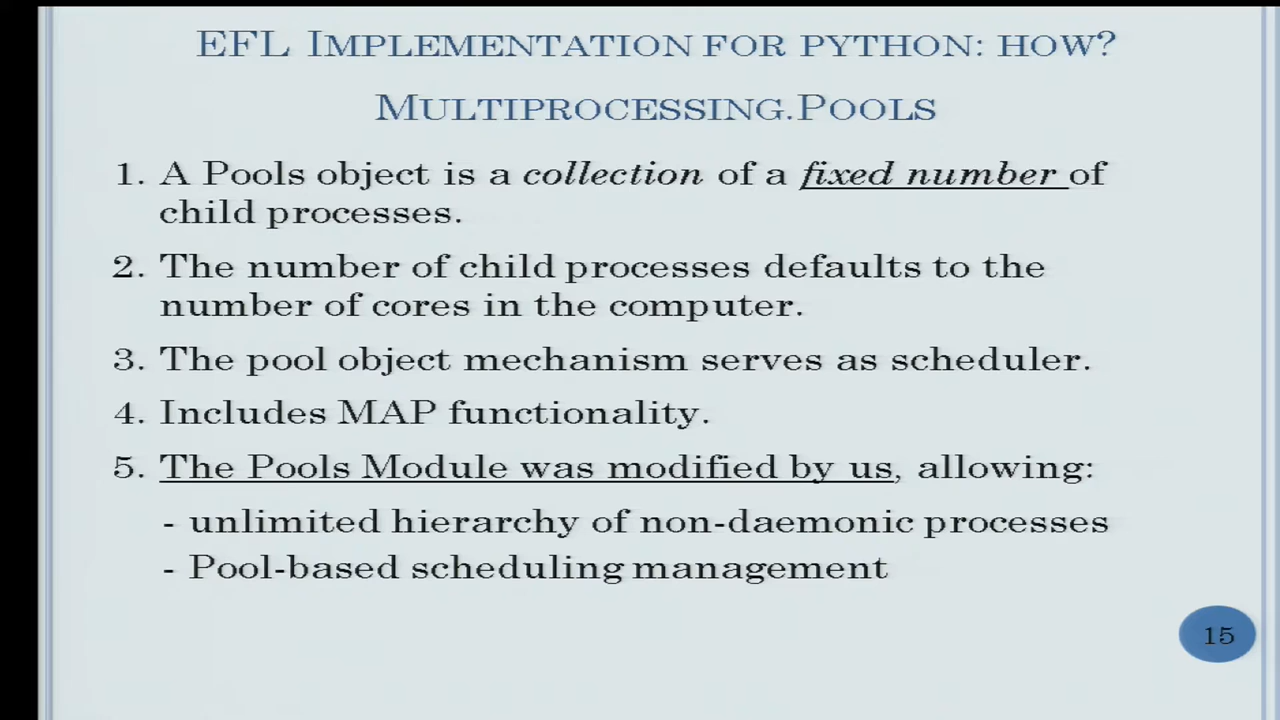 EFL IMPLEMENTATION FOR PYTHON: HOW?
MULTIPROCESSING.POOLS
1. A Pools object is a collection of a fixed number of
child processes.
2. The number of child processes defaults to the
number of cores in the computer.
3. The pool object mechanism serves as scheduler.
4. Includes MAP functionality.
5. The Pools Module was modified by us, allowing:
- unlimited hierarchy of non-daemonic processes
- Pool-based scheduling management
15